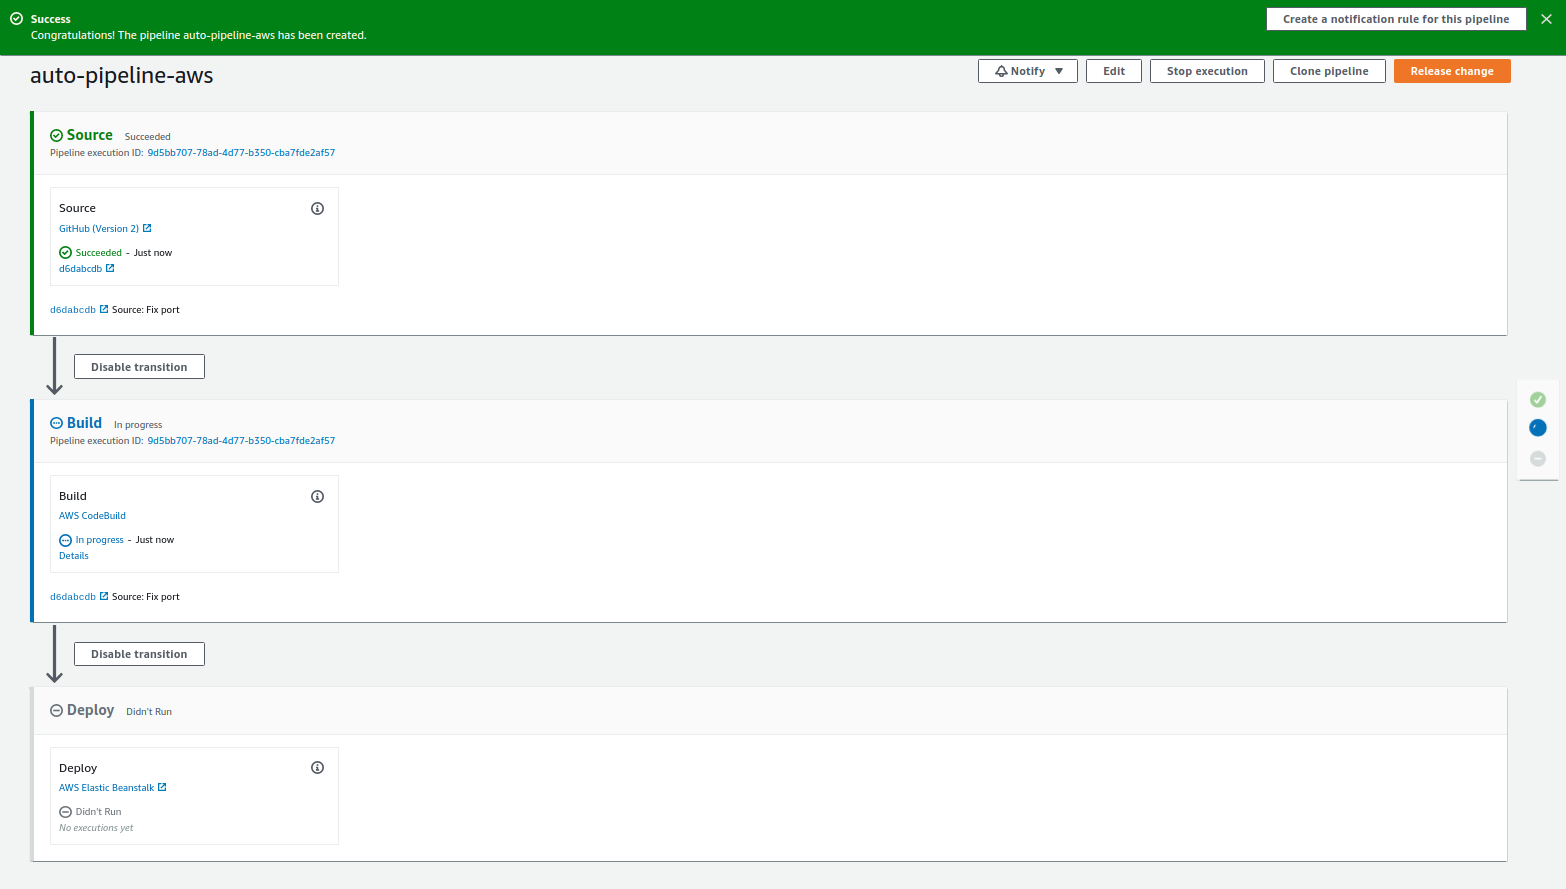 Success
Congratulations! The pipeline auto-pipeline-aws has been created.
Create a notification rule for this pipeline
auto-pipeline-aws
Notify
Edit
Stop execution
Clone pipeline
Release change
Source Succeeded
Pipeline execution ID: 9d5bb707-78ad-4d77-b350-cba7fde2af57
Source
GitHub (Version 2)
Succeeded - Just now
d6dabcdb
d6dabcdb Source: Fix port
Disable transition
Build In progress
Pipeline execution ID: 9d5bb707-78ad-4d77-b350-cba7fde2af57
Build
AWS CodeBuild
In progress - Just now
Details
d6dabcdb Source: Fix port
Disable transition
Deploy Didn't Run
Deploy
AWS Elastic Beanstalk
Didn't Run
No executions yet